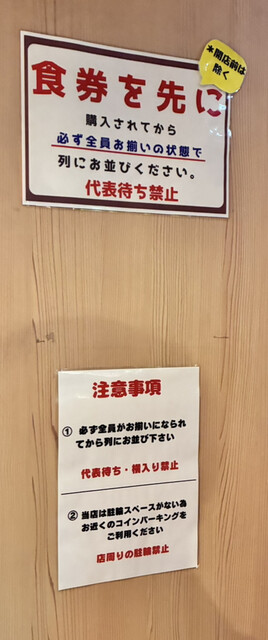 *開店前は
除く
食券を先に
購入されてから
必ず全員お揃いの状態で
列にお並びください。
代表待ち禁止
注意事項
① 必ず全員がお揃いになられ
てから列にお並び下さい
代表待ち・横入り禁止
② 当店は駐輪スペースがない為
お近くのコインパーキングを
ご利用ください
店周りの駐輪禁止